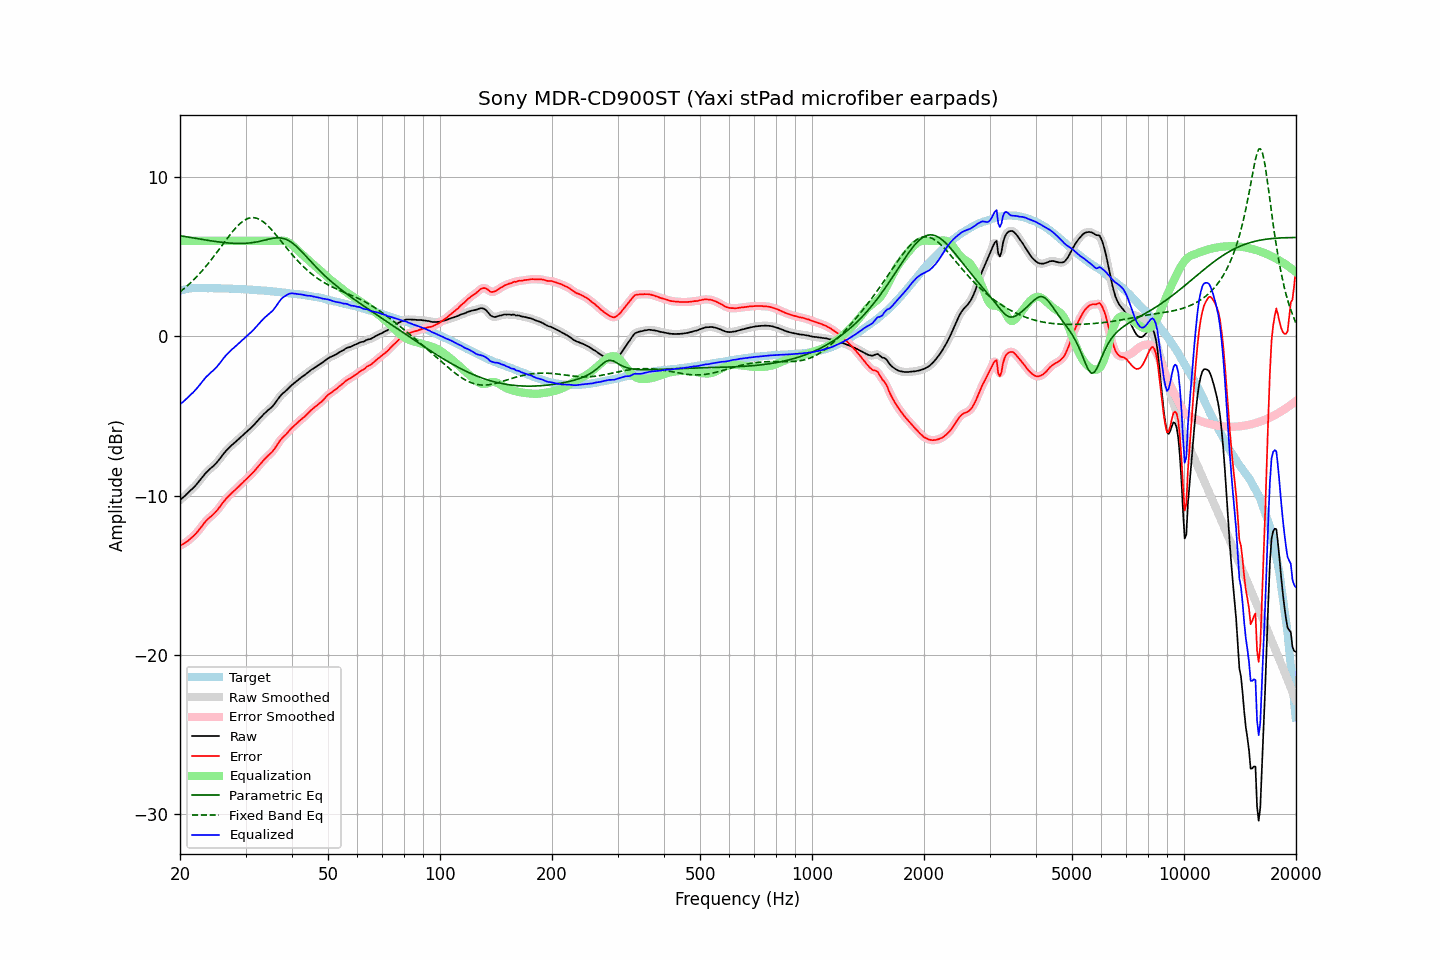 Sony MDR-CD900ST (Yaxi stPad microfiber earpads)
10
0
−10
−20
−30
Amplitude (dBr)
Target
Raw Smoothed
Error Smoothed
Raw
Error
Equalization
Parametric Eq
Fixed Band Eq
Equalized
20 50 100 200 500 1000 2000 5000 10000 20000
Frequency (Hz)